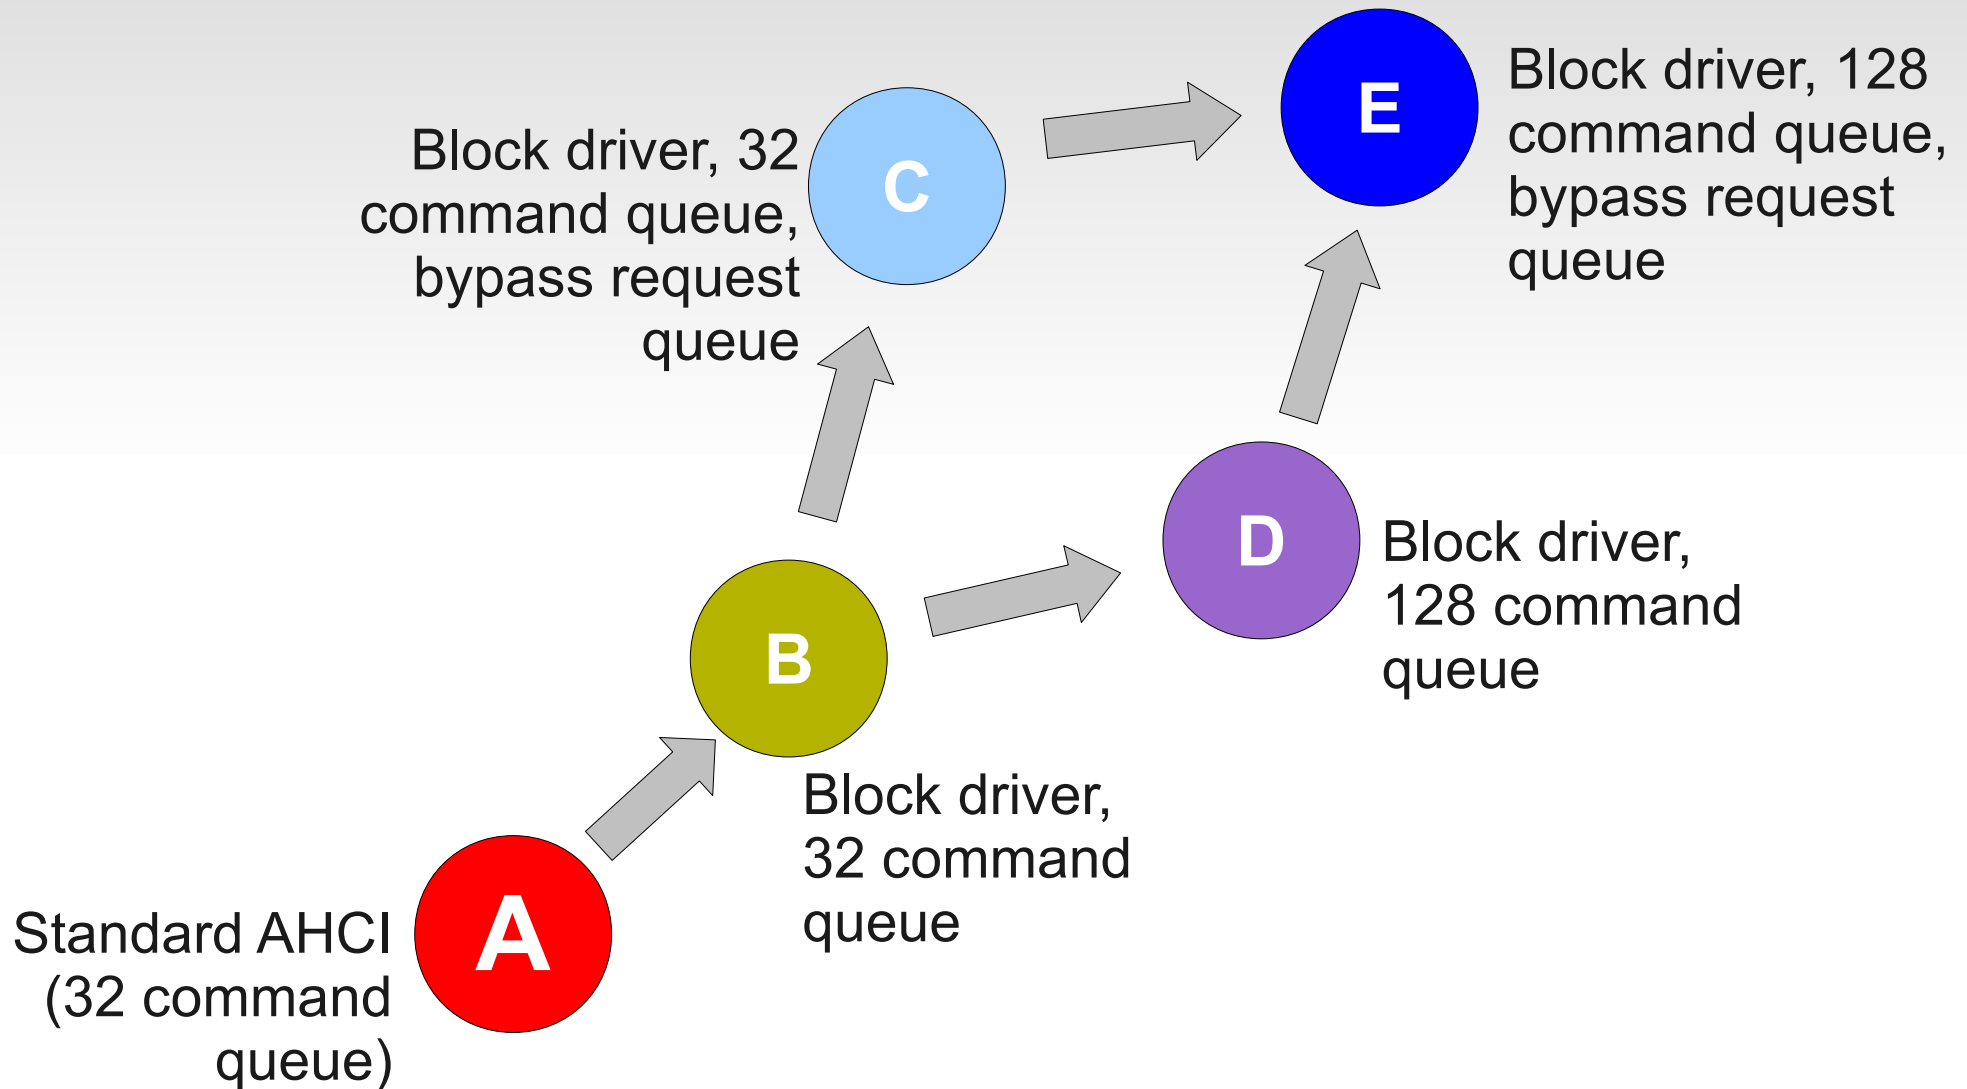 Block driver, 32
command queue,
bypass request
queue
C
E
Block driver, 128
command queue,
bypass request
queue
B
D
Block driver,
128 command
queue
Block driver,
32 command
queue
Standard AHCI
(32 command
queue)
A